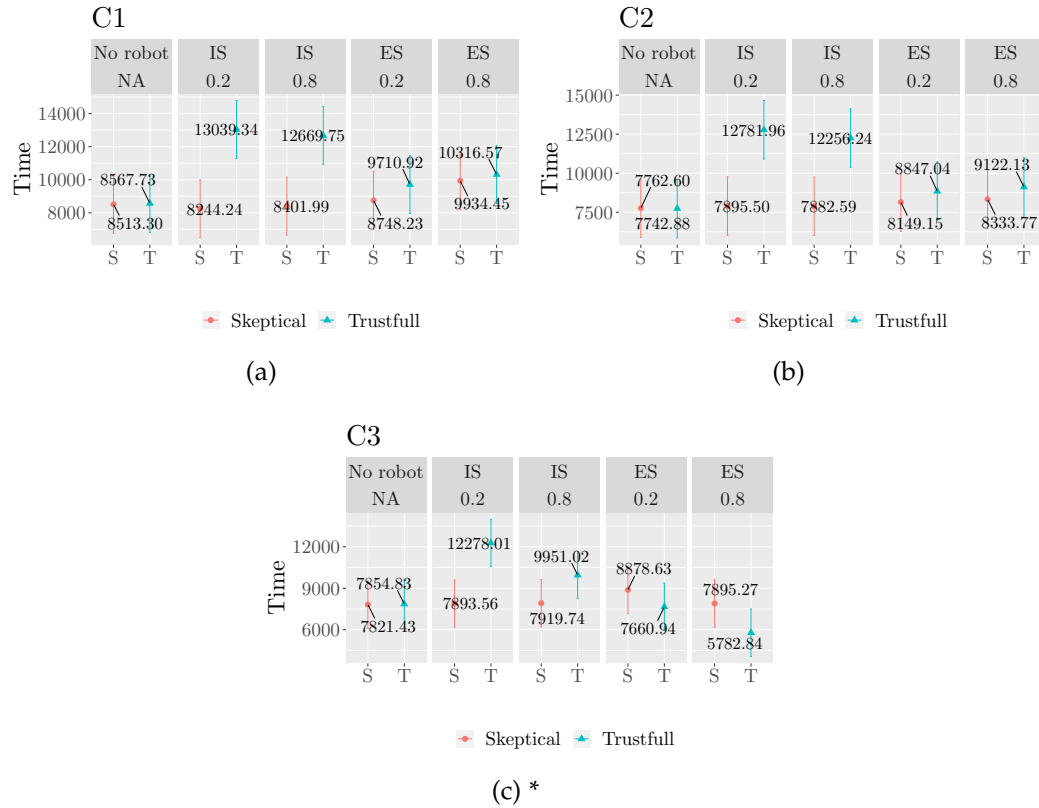 C1
No robot IS IS ES ES
NA 0.2 0.8 0.2 0.8
Time
14000
12000
10000
8000
8567.73
8513.30
13039.34
8244.24
12669.75
8401.99
9710.92
8748.23
10316.57
9934.45
S T S T S T S T S T
Skeptical Trustfull
(a)
C2
No robot IS IS ES ES
NA 0.2 0.8 0.2 0.8
Time
15000
12500
10000
7500
7762.60
7742.88
12781.96
7895.50
12256.24
7882.59
8847.04
8149.15
9122.13
8333.77
S T S T S T S T S T
Skeptical Trustfull
(b)
C3
No robot IS IS ES ES
NA 0.2 0.8 0.2 0.8
Time
12000
9000
6000
7854.83
7821.43
12278.01
7893.56
9951.02
7919.74
8878.63
7660.94
7895.27
5782.84
S T S T S T S T S T
Skeptical Trustfull
(c) *